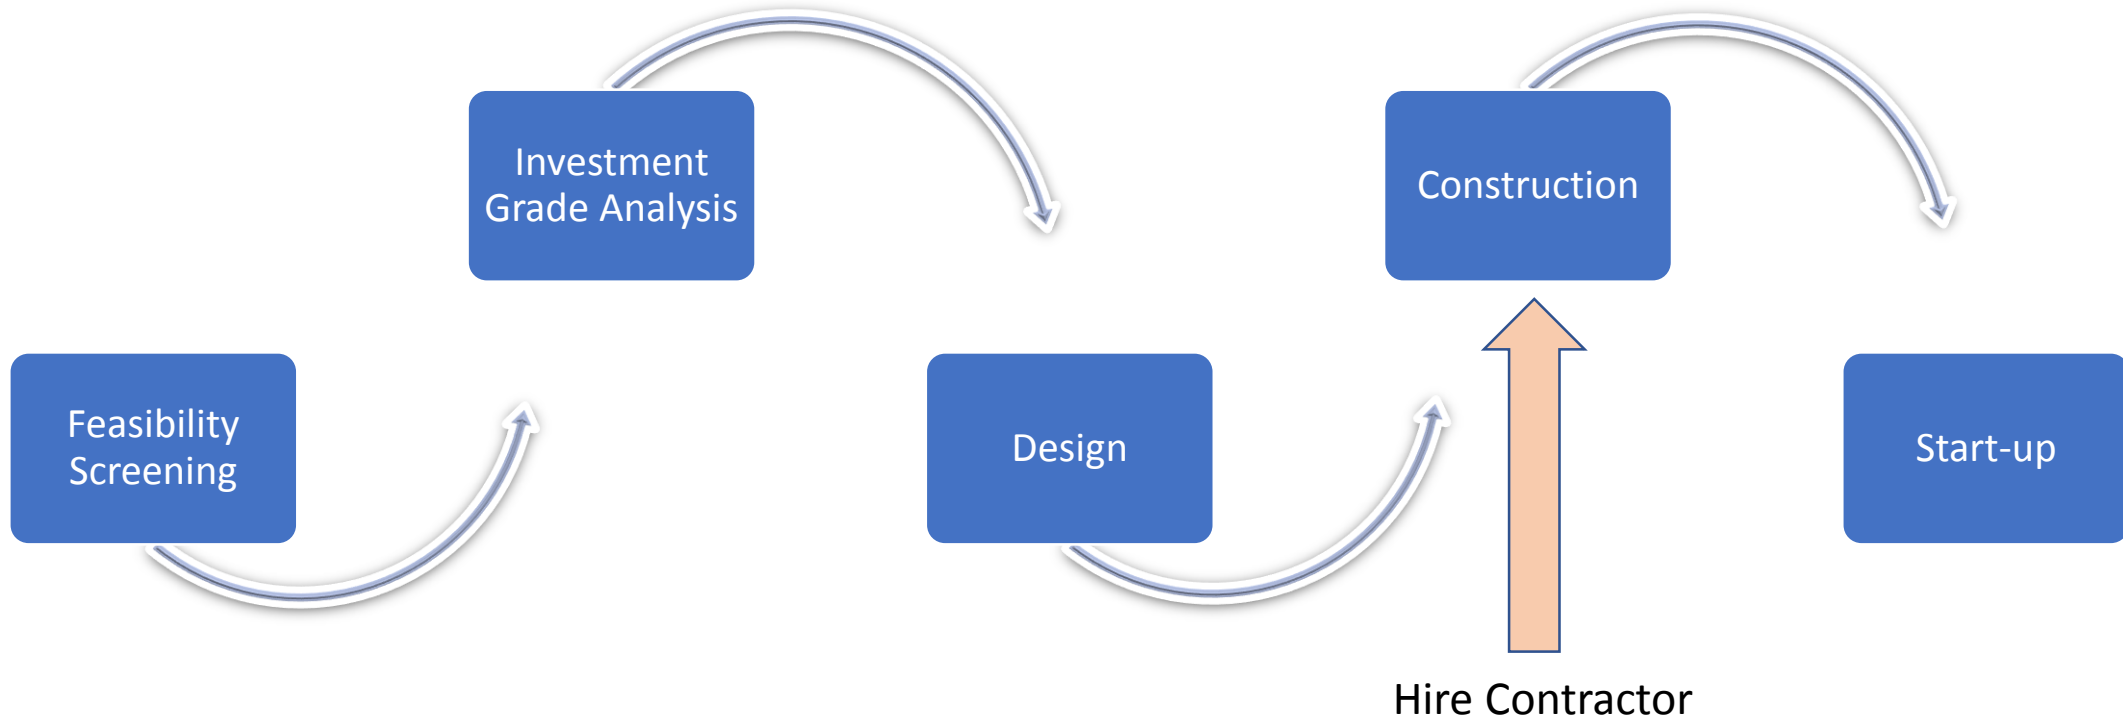 Feasibility
Screening
Investment
Grade Analysis
Design
Construction
Start-up
Hire Contractor